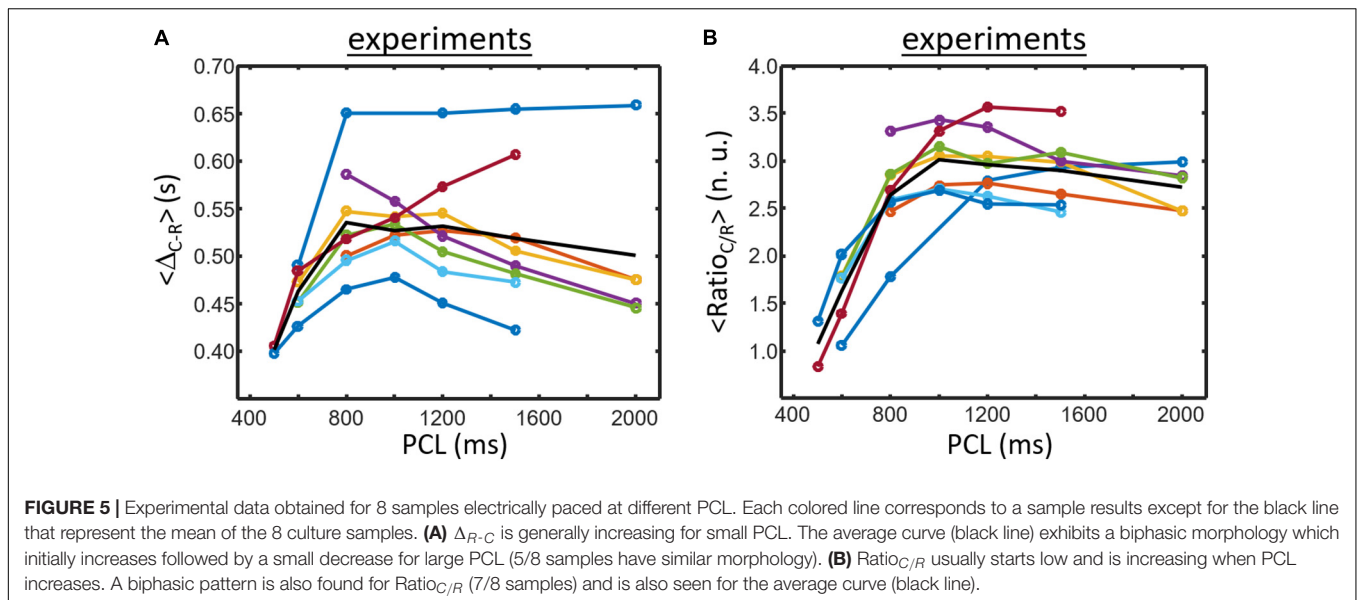 A
experiments
0.70
0.65
0.60
0.55
0.50
0.45
0.40
<Δ_{C-R}> (s)
400 800 1200 1600 2000
PCL (ms)
B
experiments
4.0
3.5
3.0
2.5
2.0
1.5
1.0
<Ratio_{C/R}> (n. u.)
400 800 1200 1600 2000
PCL (ms)
FIGURE 5 | Experimental data obtained for 8 samples electrically paced at different PCL. Each colored line corresponds to a sample results except for the black line
that represent the mean of the 8 culture samples. (A) Δ_{R-C} is generally increasing for small PCL. The average curve (black line) exhibits a biphasic morphology which
initially increases followed by a small decrease for large PCL (5/8 samples have similar morphology). (B) Ratio_{C/R} usually starts low and is increasing when PCL
increases. A biphasic pattern is also found for Ratio_{C/R} (7/8 samples) and is also seen for the average curve (black line).